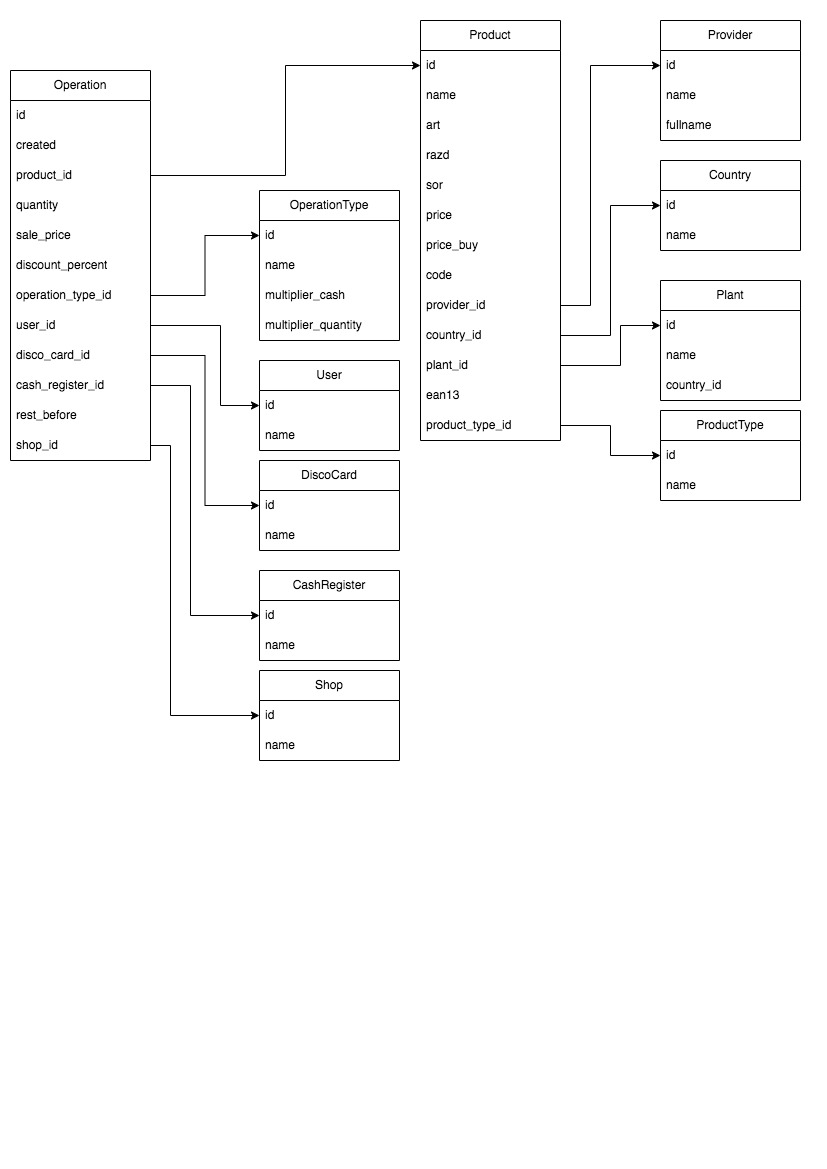 Operation
id
created
product_id
quantity
sale_price
discount_percent
operation_type_id
user_id
disco_card_id
cash_register_id
rest_before
shop_id
OperationType
id
name
multiplier_cash
multiplier_quantity
User
id
name
DiscoCard
id
name
CashRegister
id
name
Shop
id
name
Product
id
name
art
razd
sor
price
price_buy
code
provider_id
country_id
plant_id
ean13
product_type_id
Provider
id
name
fullname
Country
id
name
Plant
id
name
country_id
ProductType
id
name